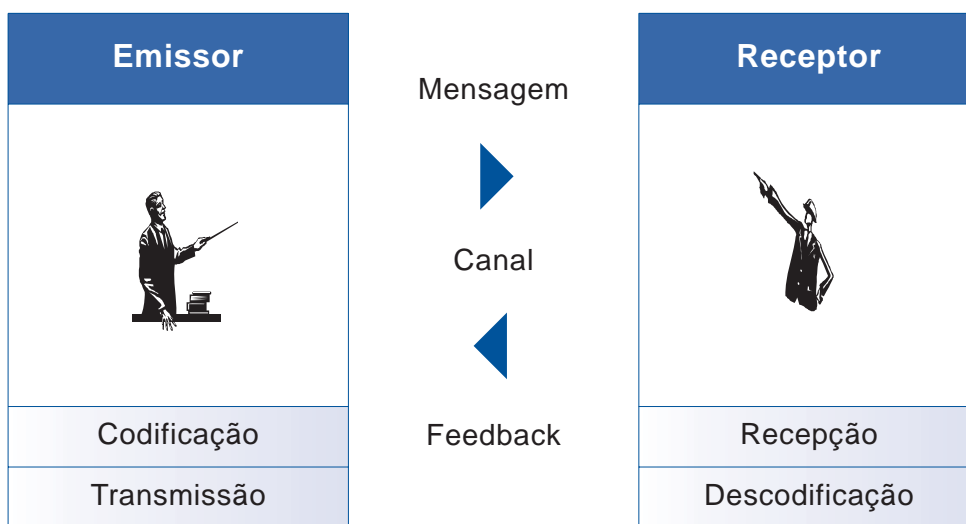 Emissor
Mensagem
Receptor
Canal
Codificação
Feedback
Recepção
Transmissão
Descodificação